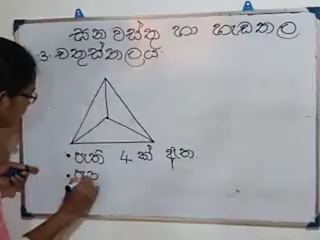 ඝන වස්තු හා හැඩතල
3. චතුස්තලය
• පැති 4 ක් ඇත
• දාර